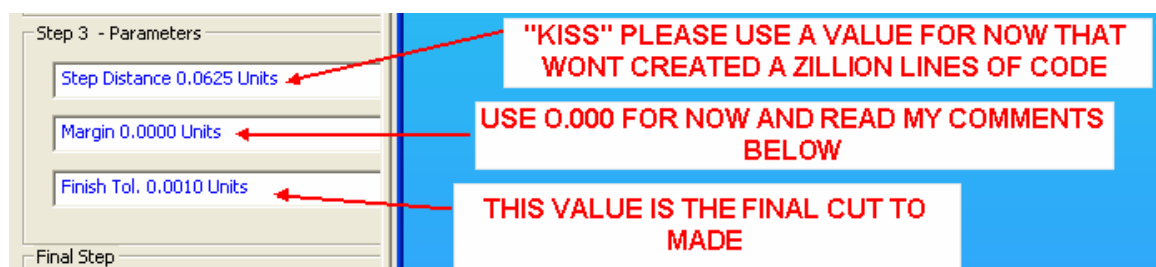 Step 3 - Parameters
"KISS" PLEASE USE A VALUE FOR NOW THAT
WONT CREATED A ZILLION LINES OF CODE
Step Distance 0.0625 Units
USE O.000 FOR NOW AND READ MY COMMENTS
BELOW
Margin 0.0000 Units
Finish Tol. 0.0010 Units
THIS VALUE IS THE FINAL CUT TO
MADE
Final Step